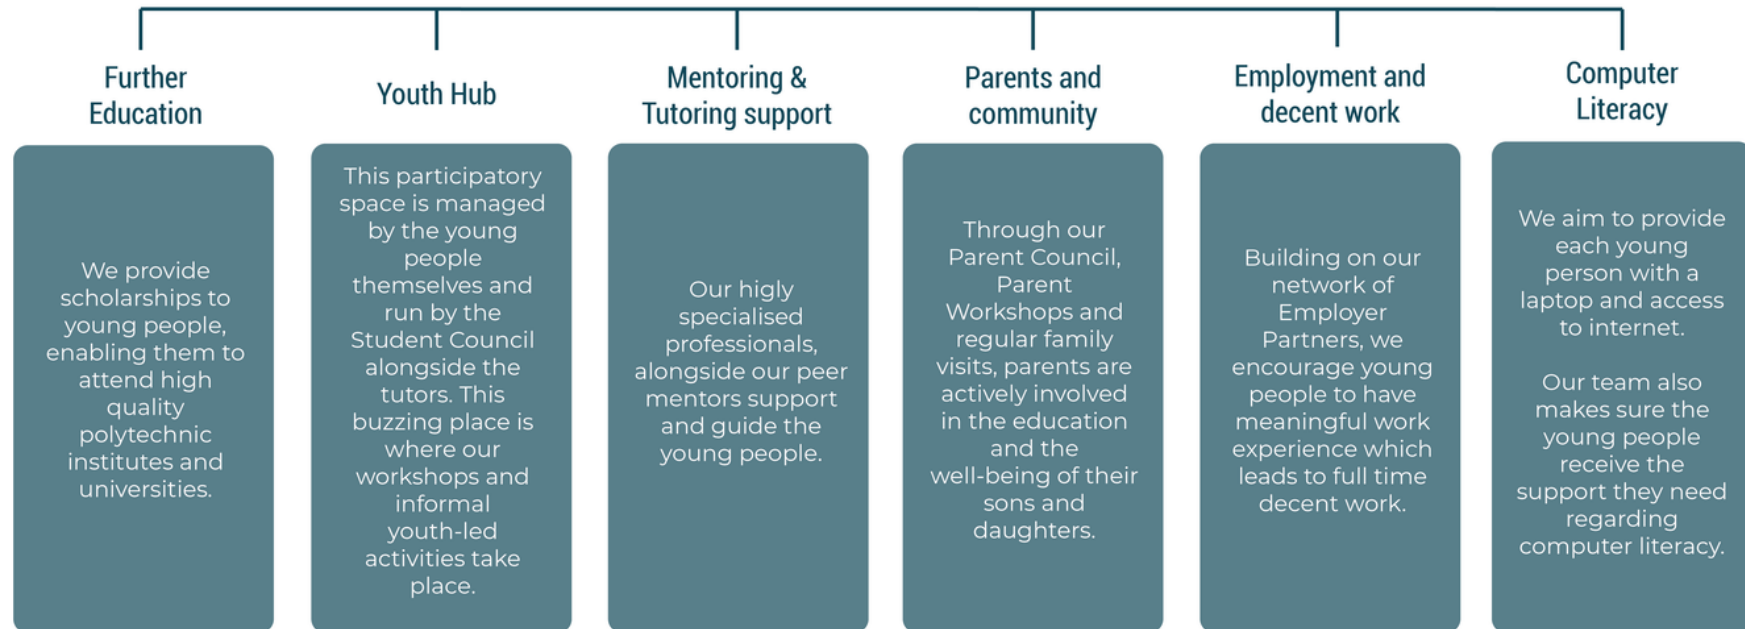 Further
Education
We provide
scholarships to
young people,
enabling them to
attend high
quality
polytechnic
institutes and
universities.
Youth Hub
This participatory
space is managed
by the young
people
themselves and
run by the
Student Council
alongside the
tutors. This
buzzing place is
where our
workshops and
informal
youth-led
activities take
place.
Mentoring &
Tutoring support
Our higly
specialised
professionals,
alongside our peer
mentors support
and guide the
young people.
Parents and
community
Through our
Parent Council,
Parent
Workshops and
regular family
visits, parents are
actively involved
in the education
and the
well-being of their
sons and
daughters.
Employment and
decent work
Building on our
network of
Employer
Partners, we
encourage young
people to have
meaningful work
experience which
leads to full time
decent work.
Computer
Literacy
We aim to provide
each young
person with a
laptop and access
to internet.
Our team also
makes sure the
young people
receive the
support they need
regarding
computer literacy.